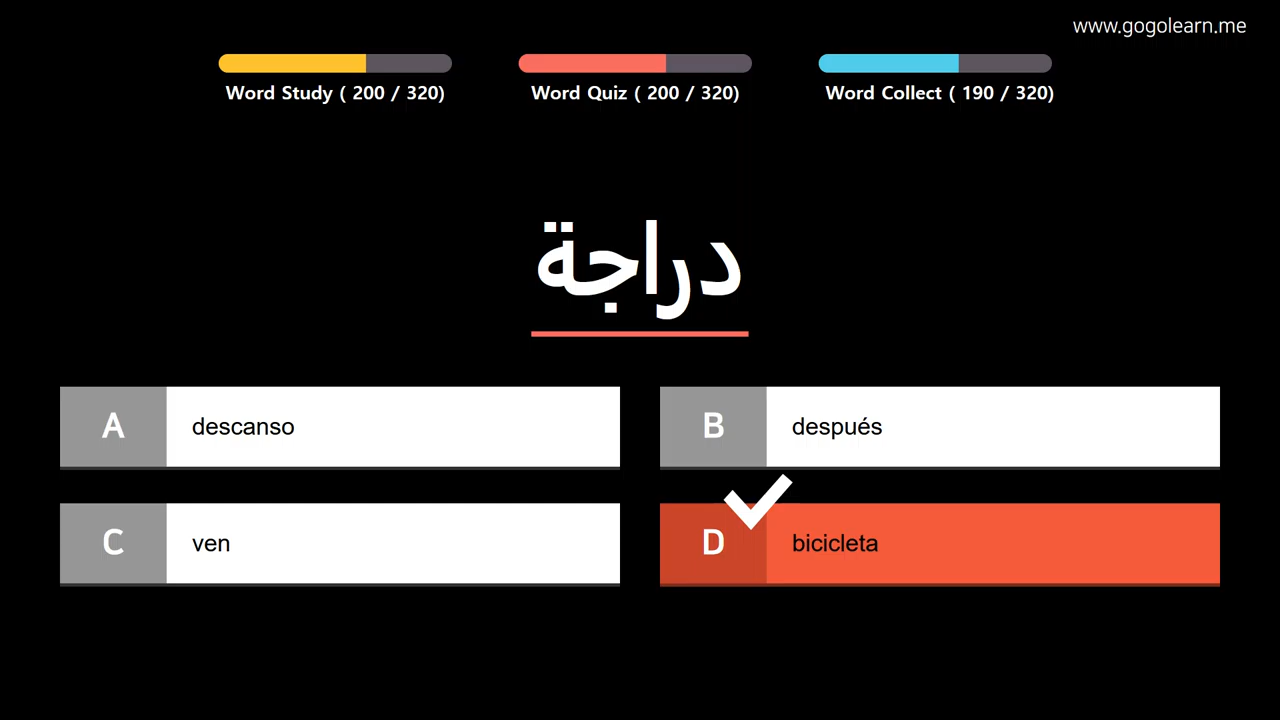 www.gogolearn.me
Word Study ( 200 / 320)
Word Quiz ( 200 / 320)
Word Collect ( 190 / 320)
دراجة
A
descanso
B
después
C
ven
D
bicicleta